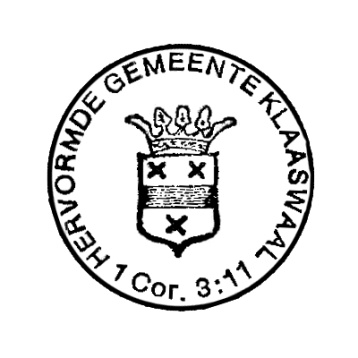 HERVORMDE GEMEENTE KLAASWAAL
1 Cor. 3:11